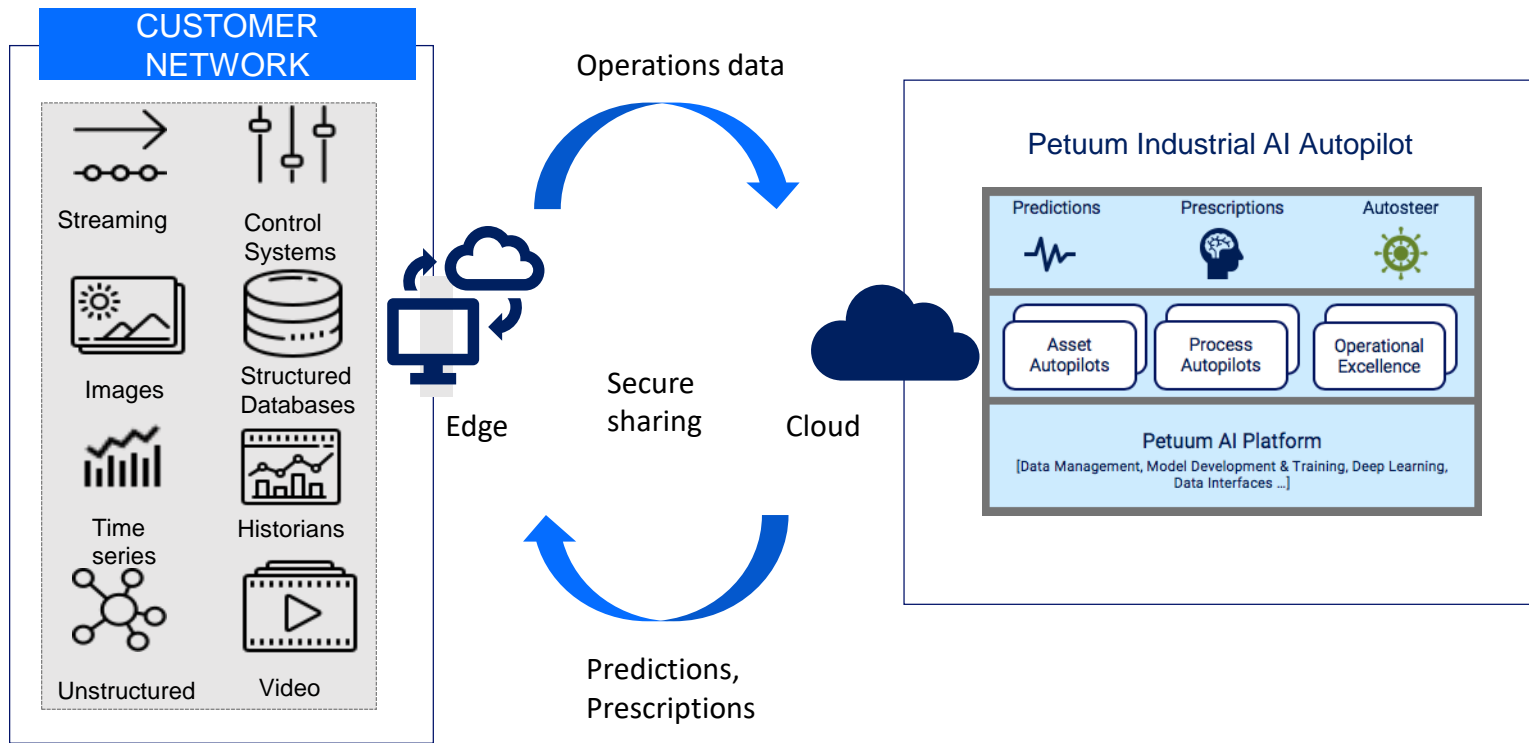 CUSTOMER
NETWORK
Streaming
Control
Systems
Images
Structured
Databases
Time
series
Historians
Unstructured
Video
Operations data
Edge
Secure
sharing
Cloud
Predictions,
Prescriptions
Petuum Industrial AI Autopilot
Predictions
Prescriptions
Autosteer
Asset
Autopilots
Process
Autopilots
Operational
Excellence
Petuum AI Platform
[Data Management, Model Development & Training, Deep Learning,
Data Interfaces ...]